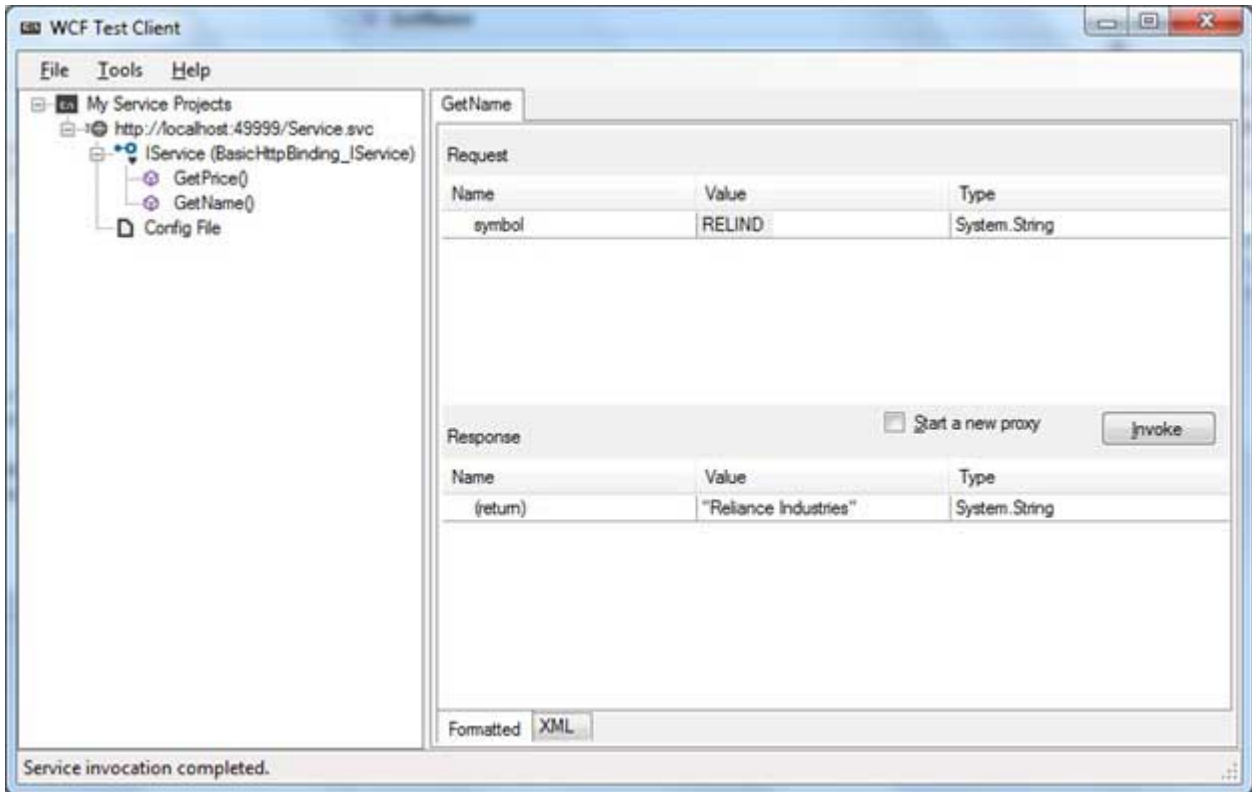 WCF Test Client
File Tools Help
My Service Projects
http://localhost:49999/Service.svc
IService (BasicHttpBinding_IService)
GetPrice()
GetName()
Config File
GetName
Request
Name Value Type
symbol RELIND System.String
Response
Start a new proxy
Invoke
Name Value Type
(return) "Reliance Industries" System.String
Formatted XML
Service invocation completed.